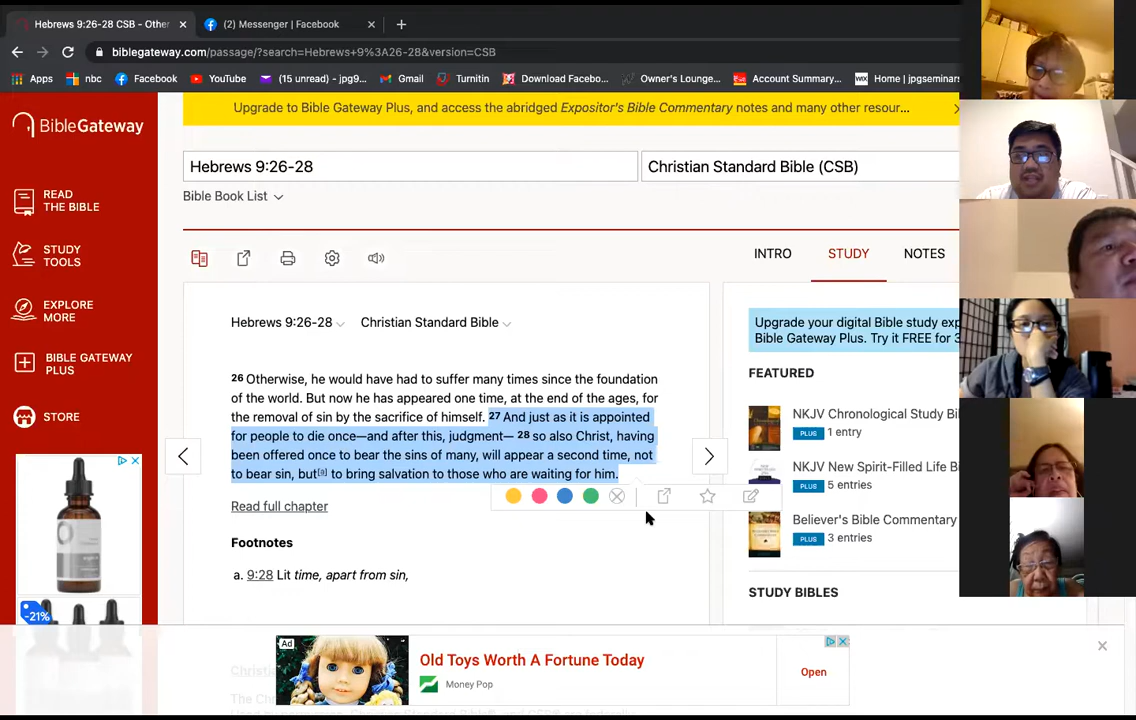 Hebrews 9:26-28 CSB - Other
(2) Messenger | Facebook
biblegateway.com/passage/?search=Hebrews+9%3A26-28&version=CSB
Apps
nbc
Facebook
YouTube
(15 unread) - jpg9...
Gmail
Turnitin
Download Facebo...
Owner's Lounge...
Account Summary...
WIX
Home | jpgseminars
Upgrade to Bible Gateway Plus, and access the abridged Expositor's Bible Commentary notes and many other resour...
BibleGateway
Hebrews 9:26-28
Christian Standard Bible (CSB)
Bible Book List
READ
THE BIBLE
STUDY
TOOLS
EXPLORE
MORE
BIBLE GATEWAY
PLUS
STORE
INTRO
STUDY
NOTES
Hebrews 9:26-28
Christian Standard Bible
26 Otherwise, he would have had to suffer many times since the foundation
of the world. But now he has appeared one time, at the end of the ages, for
the removal of sin by the sacrifice of himself. 27 And just as it is appointed
for people to die once—and after this, judgment— 28 so also Christ, having
been offered once to bear the sins of many, will appear a second time, not
to bear sin, but[a] to bring salvation to those who are waiting for him.
Read full chapter
Footnotes
a. 9:28 Lit time, apart from sin,
Upgrade your digital Bible study exp
Bible Gateway Plus. Try it FREE for 3
FEATURED
NKJV Chronological Study Bi
PLUS 1 entry
NKJV New Spirit-Filled Life B
PLUS 5 entries
Believer's Bible Commentary
PLUS 3 entries
STUDY BIBLES
-21%
Ad
Old Toys Worth A Fortune Today
Money Pop
Open
Christi
The Ch